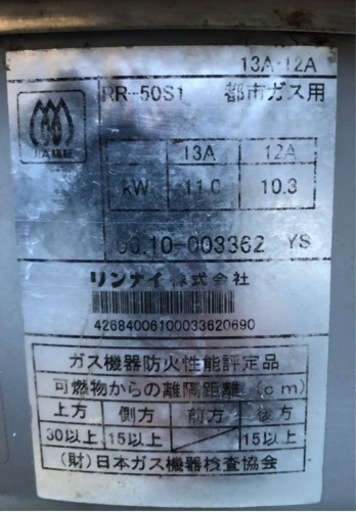 13A・12A
RR-50S1 都市ガス用
13A 12A
kW 11.0 10.3
06.10-003362 YS
リンナイ株式会社
42684006100033620690
ガス機器防火性能評定品
可燃物からの離隔距離(cm)
上方 側方 前方 後方
30以上 15以上 15以上
(財)日本ガス機器検査協会